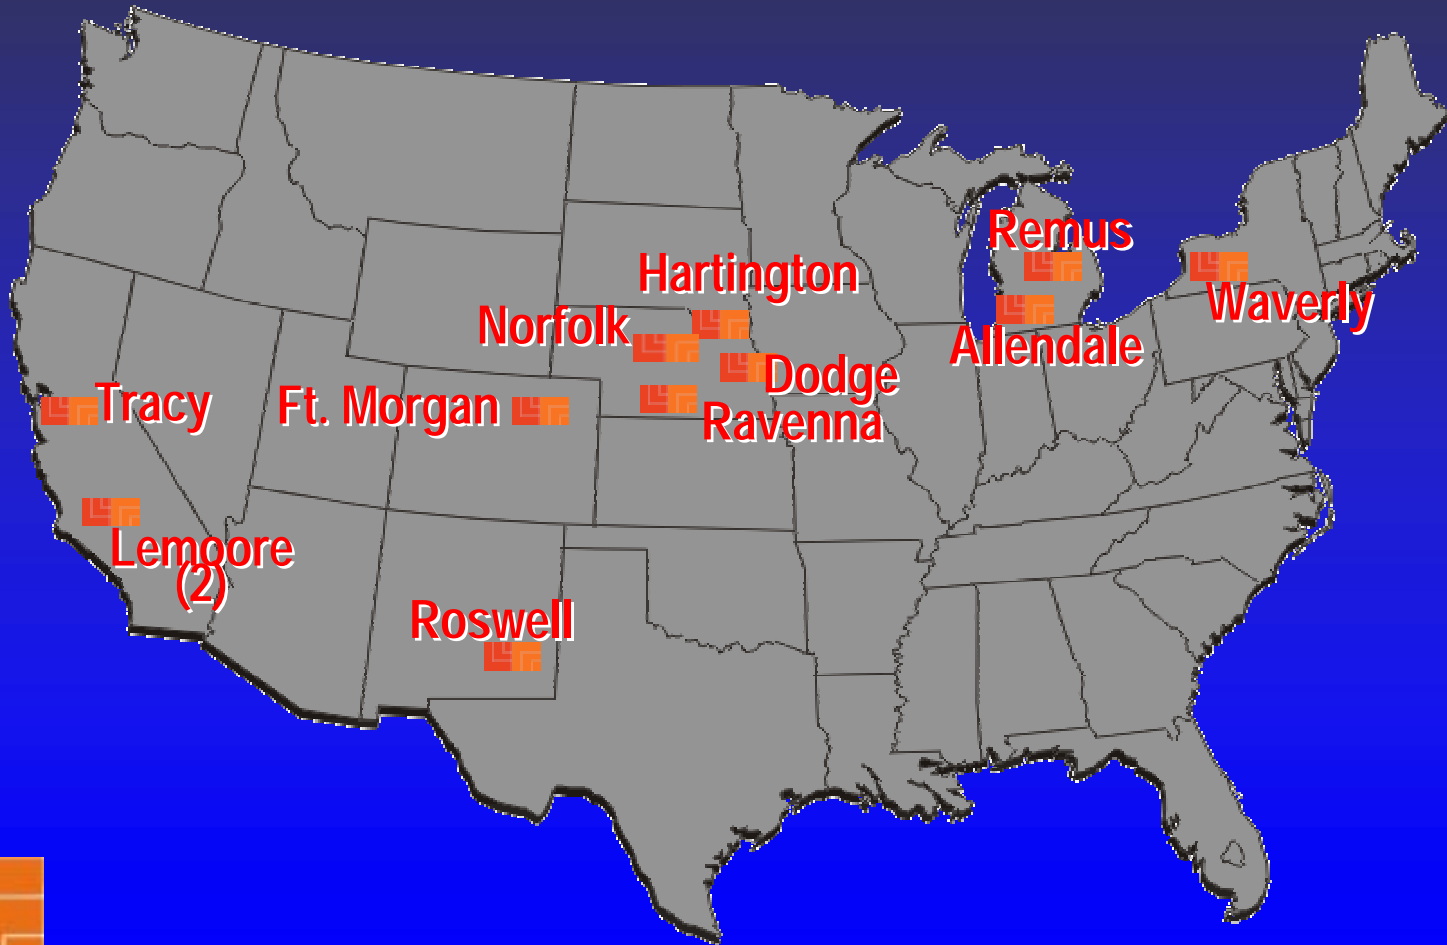 Remus
Hartington
Waverly
Norfolk
Allendale
Dodge
Tracy
Ft. Morgan
Ravenna
Lemoore
(2)
Roswell